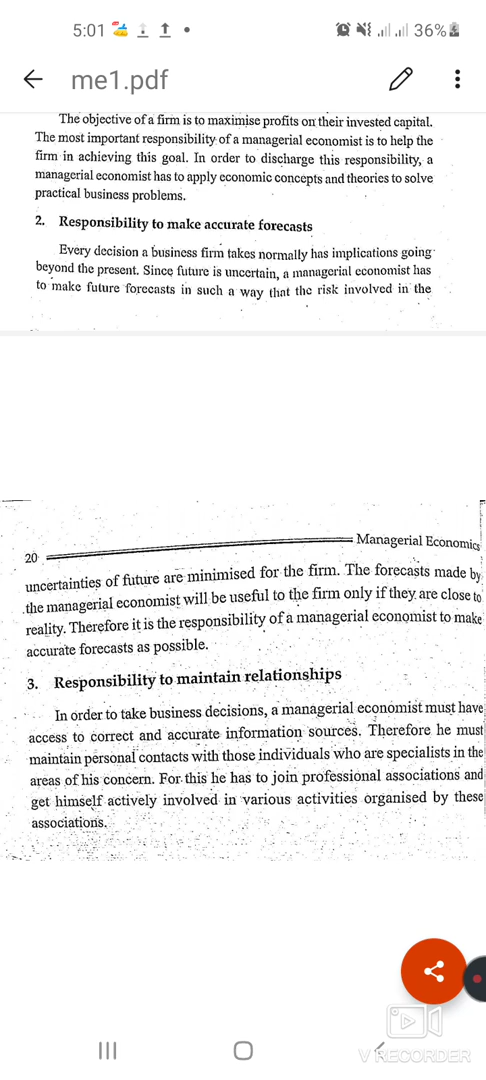 5:01
36%
me1.pdf
The objective of a firm is to maximise profits on their invested capital.
The most important responsibility of a managerial economist is to help the
firm in achieving this goal. In order to discharge this responsibility, a
managerial economist has to apply economic concepts and theories to solve
practical business problems.
2. Responsibility to make accurate forecasts
Every decision a business firm takes normally has implications going
beyond the present. Since future is uncertain, a managerial economist has
to make future forecasts in such a way that the risk involved in the
20
Managerial Economics
uncertainties of future are minimised for the firm. The forecasts made by
the managerial economist will be useful to the firm only if they are close to
reality. Therefore it is the responsibility of a managerial economist to make
accurate forecasts as possible.
3. Responsibility to maintain relationships
In order to take business decisions, a managerial economist must have
access to correct and accurate information sources. Therefore he must
maintain personal contacts with those individuals who are specialists in the
areas of his concern. For this he has to join professional associations and
get himself actively involved in various activities organised by these
associations.
V RECORDER